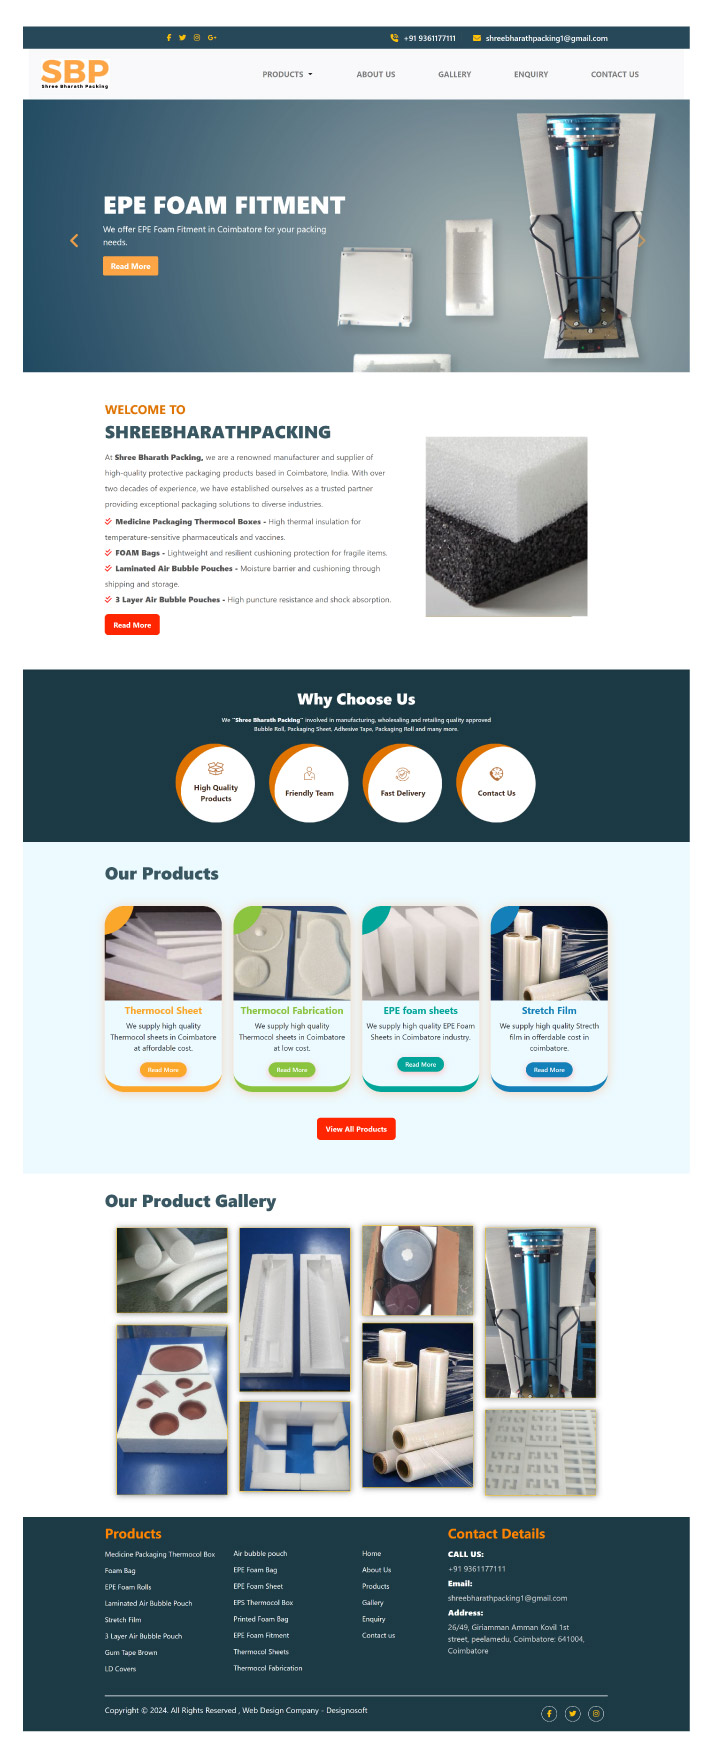 +91 9361177111 shreebharathpacking1@gmail.com
SBP
Shree Bharath Packing
PRODUCTS ABOUT US GALLERY ENQUIRY CONTACT US
EPE FOAM FITMENT
We offer EPE Foam Fitment in Coimbatore for your packing
needs.
Read More
WELCOME TO
SHREEBHARATHPACKING
At Shree Bharath Packing, we are a renowned manufacturer and supplier of
high-quality protective packaging products based in Coimbatore, India. With over
two decades of experience, we have established ourselves as a trusted partner
providing exceptional packaging solutions to diverse industries.
Medicine Packaging Thermocol Boxes - High thermal insulation for
temperature-sensitive pharmaceuticals and vaccines.
FOAM Bags - Lightweight and resilient cushioning protection for fragile items.
Laminated Air Bubble Pouches - Moisture barrier and cushioning through
shipping and storage.
3 Layer Air Bubble Pouches - High puncture resistance and shock absorption.
Read More
Why Choose Us
We "Shree Bharath Packing" involved in manufacturing, wholesaling and retailing quality approved
Bubble Roll, Packaging Sheet, Adhesive Tape, Packaging Roll and many more.
High Quality
Products
Friendly Team
Fast Delivery
Contact Us
Our Products
Thermocol Sheet
We supply high quality
Thermocol sheets in Coimbatore
at affordable cost.
Read More
Thermocol Fabrication
We supply high quality
Thermocol sheets in Coimbatore
at low cost.
Read More
EPE foam sheets
We supply high quality EPE Foam
Sheets in Coimbatore industry.
Read More
Stretch Film
We supply high quality Strecth
film in offerdable cost in
coimbatore.
Read More
View All Products
Our Product Gallery
Products
Medicine Packaging Thermocol Box
Foam Bag
EPE Foam Rolls
Laminated Air Bubble Pouch
Stretch Film
3 Layer Air Bubble Pouch
Gum Tape Brown
LD Covers
Air bubble pouch
EPE Foam Bag
EPE Foam Sheet
EPS Thermocol Box
Printed Foam Bag
EPE Foam Fitment
Thermocol Sheets
Thermocol Fabrication
Home
About Us
Products
Gallery
Enquiry
Contact us
Contact Details
CALL US:
+91 9361177111
Email:
shreebharathpacking1@gmail.com
Address:
26/49, Giriamman Amman Kovil 1st
street, peelamedu, Coimbatore: 641004,
Coimbatore
Copyright © 2024. All Rights Reserved , Web Design Company - Designosoft